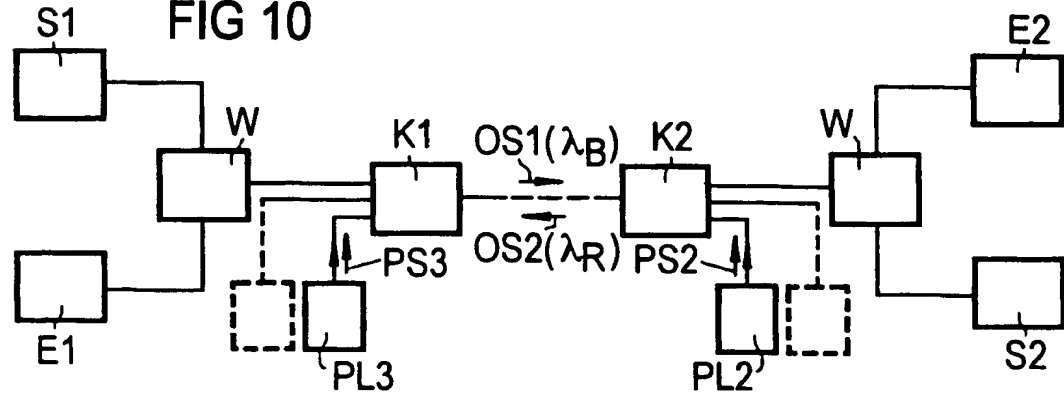 FIG 10
S1
E2
W
K1
OS1(λB)
K2
W
OS2(λR)
PS3
PS2
E1
PL3
PL2
S2